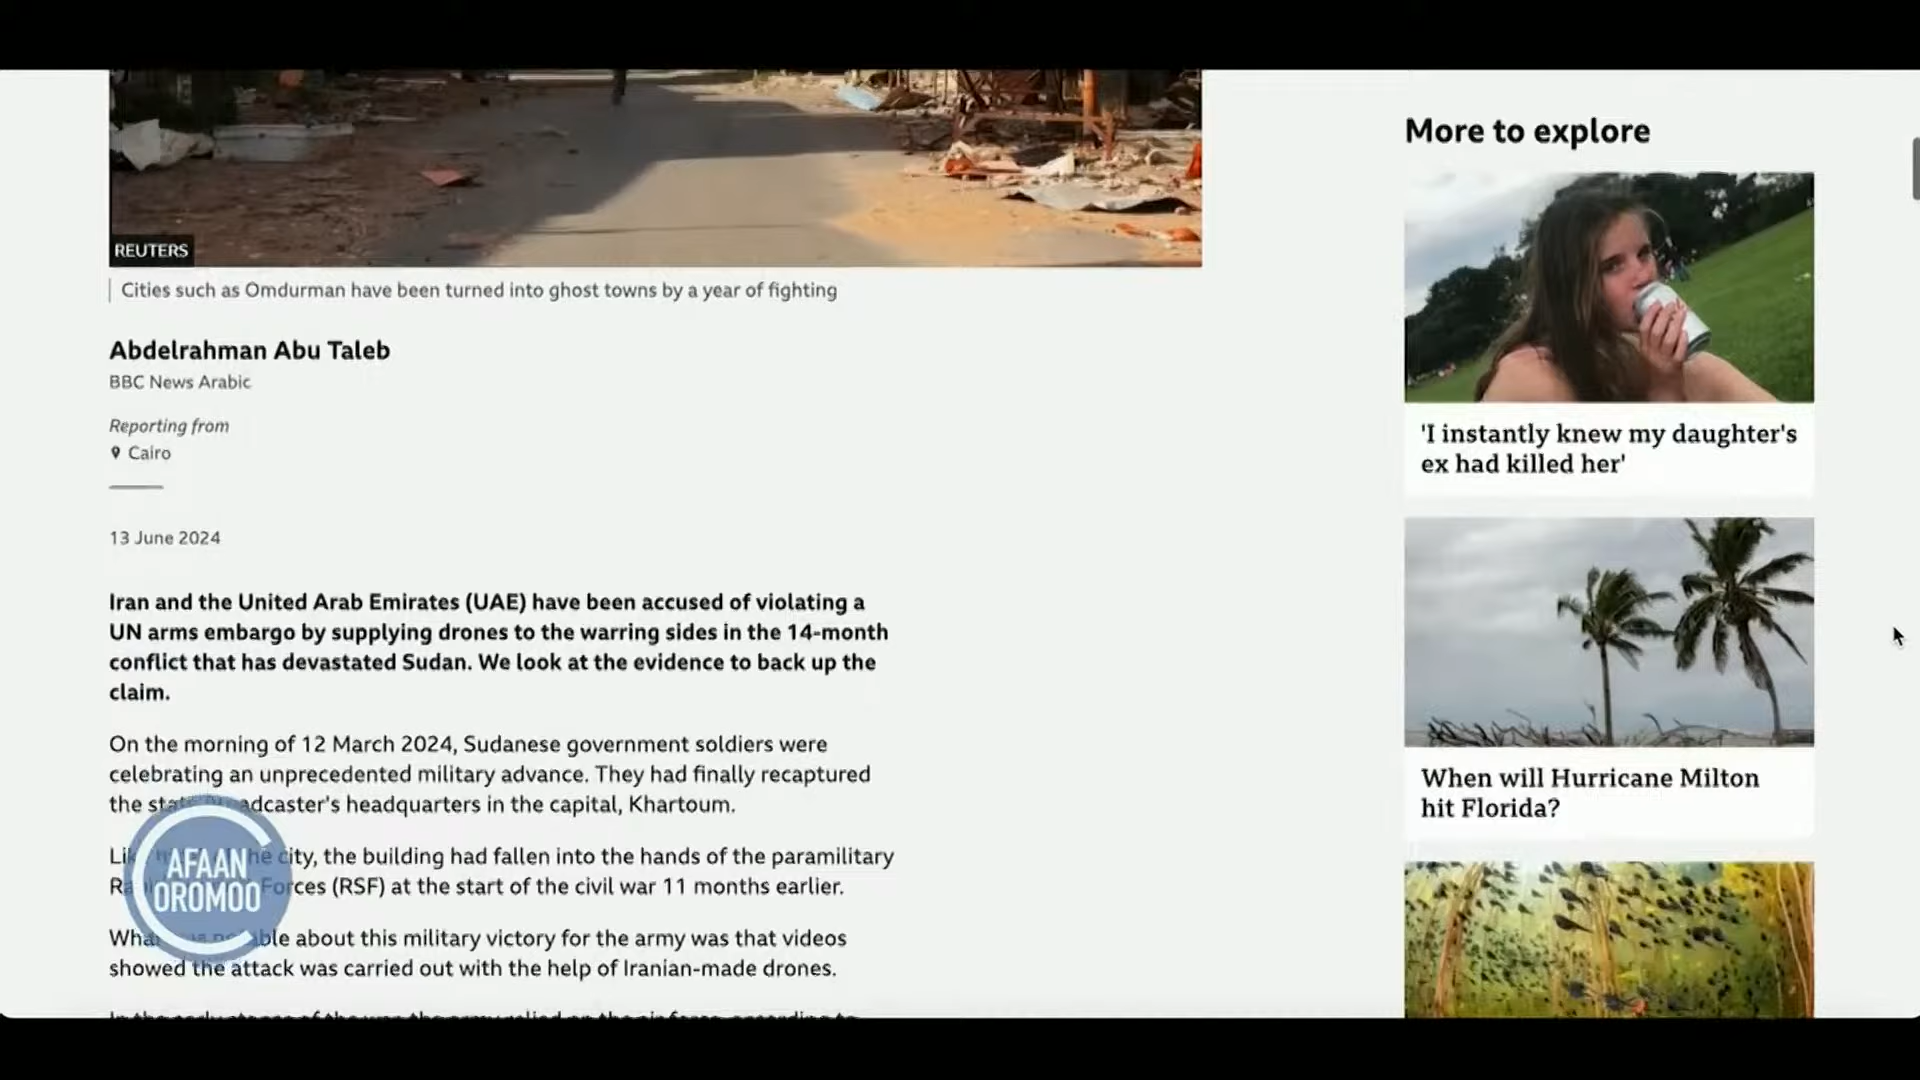 REUTERS
Cities such as Omdurman have been turned into ghost towns by a year of fighting
Abdelrahman Abu Taleb
BBC News Arabic
Reporting from
Cairo
13 June 2024
Iran and the United Arab Emirates (UAE) have been accused of violating a
UN arms embargo by supplying drones to the warring sides in the 14-month
conflict that has devastated Sudan. We look at the evidence to back up the
claim.
On the morning of 12 March 2024, Sudanese government soldiers were
celebrating an unprecedented military advance. They had finally recaptured
the headquarters in the capital, Khartoum.
city, the building had fallen into the hands of the paramilitary
Forces (RSF) at the start of the civil war 11 months earlier.
about this military victory for the army was that videos
showed the attack was carried out with the help of Iranian-made drones.
AFAAN
OROMOO
More to explore
'I instantly knew my daughter's
ex had killed her'
When will Hurricane Milton
hit Florida?